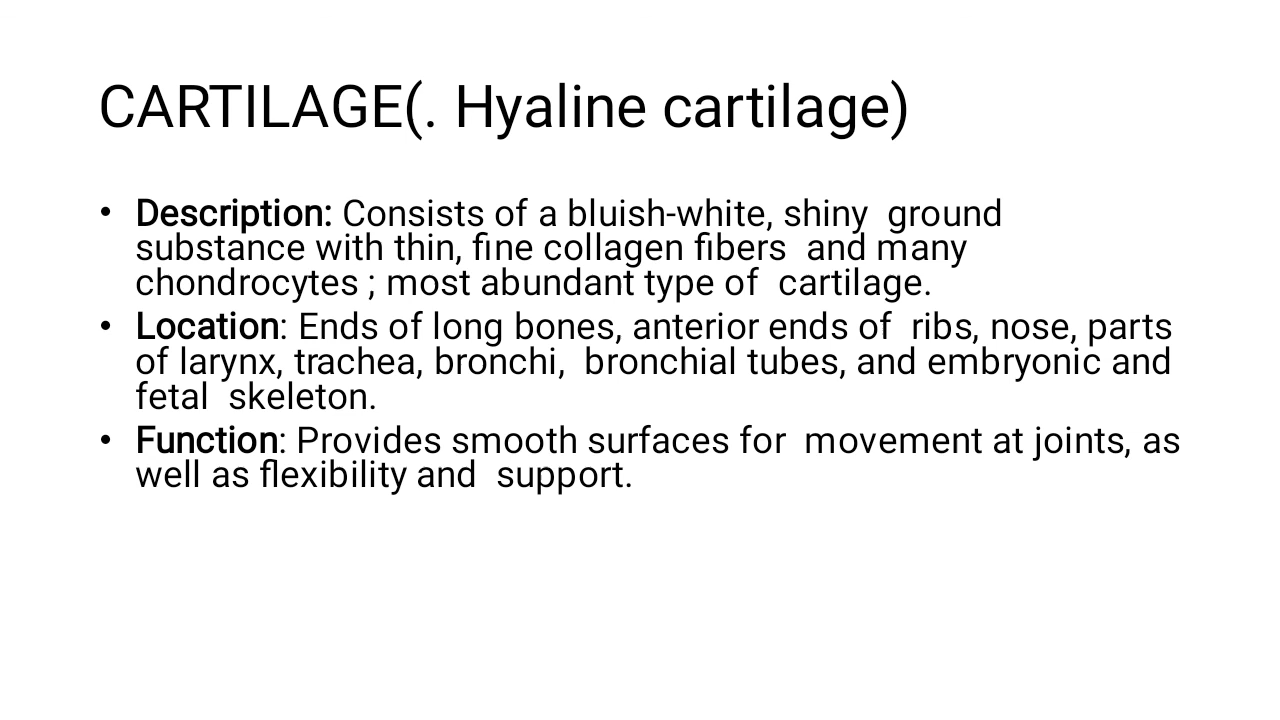 CARTILAGE(. Hyaline cartilage)
• Description: Consists of a bluish-white, shiny  ground
substance with thin, fine collagen fibers  and many
chondrocytes ; most abundant type of  cartilage.
• Location: Ends of long bones, anterior ends of  ribs, nose, parts
of larynx, trachea, bronchi,  bronchial tubes, and embryonic and
fetal  skeleton.
• Function: Provides smooth surfaces for  movement at joints, as
well as flexibility and  support.